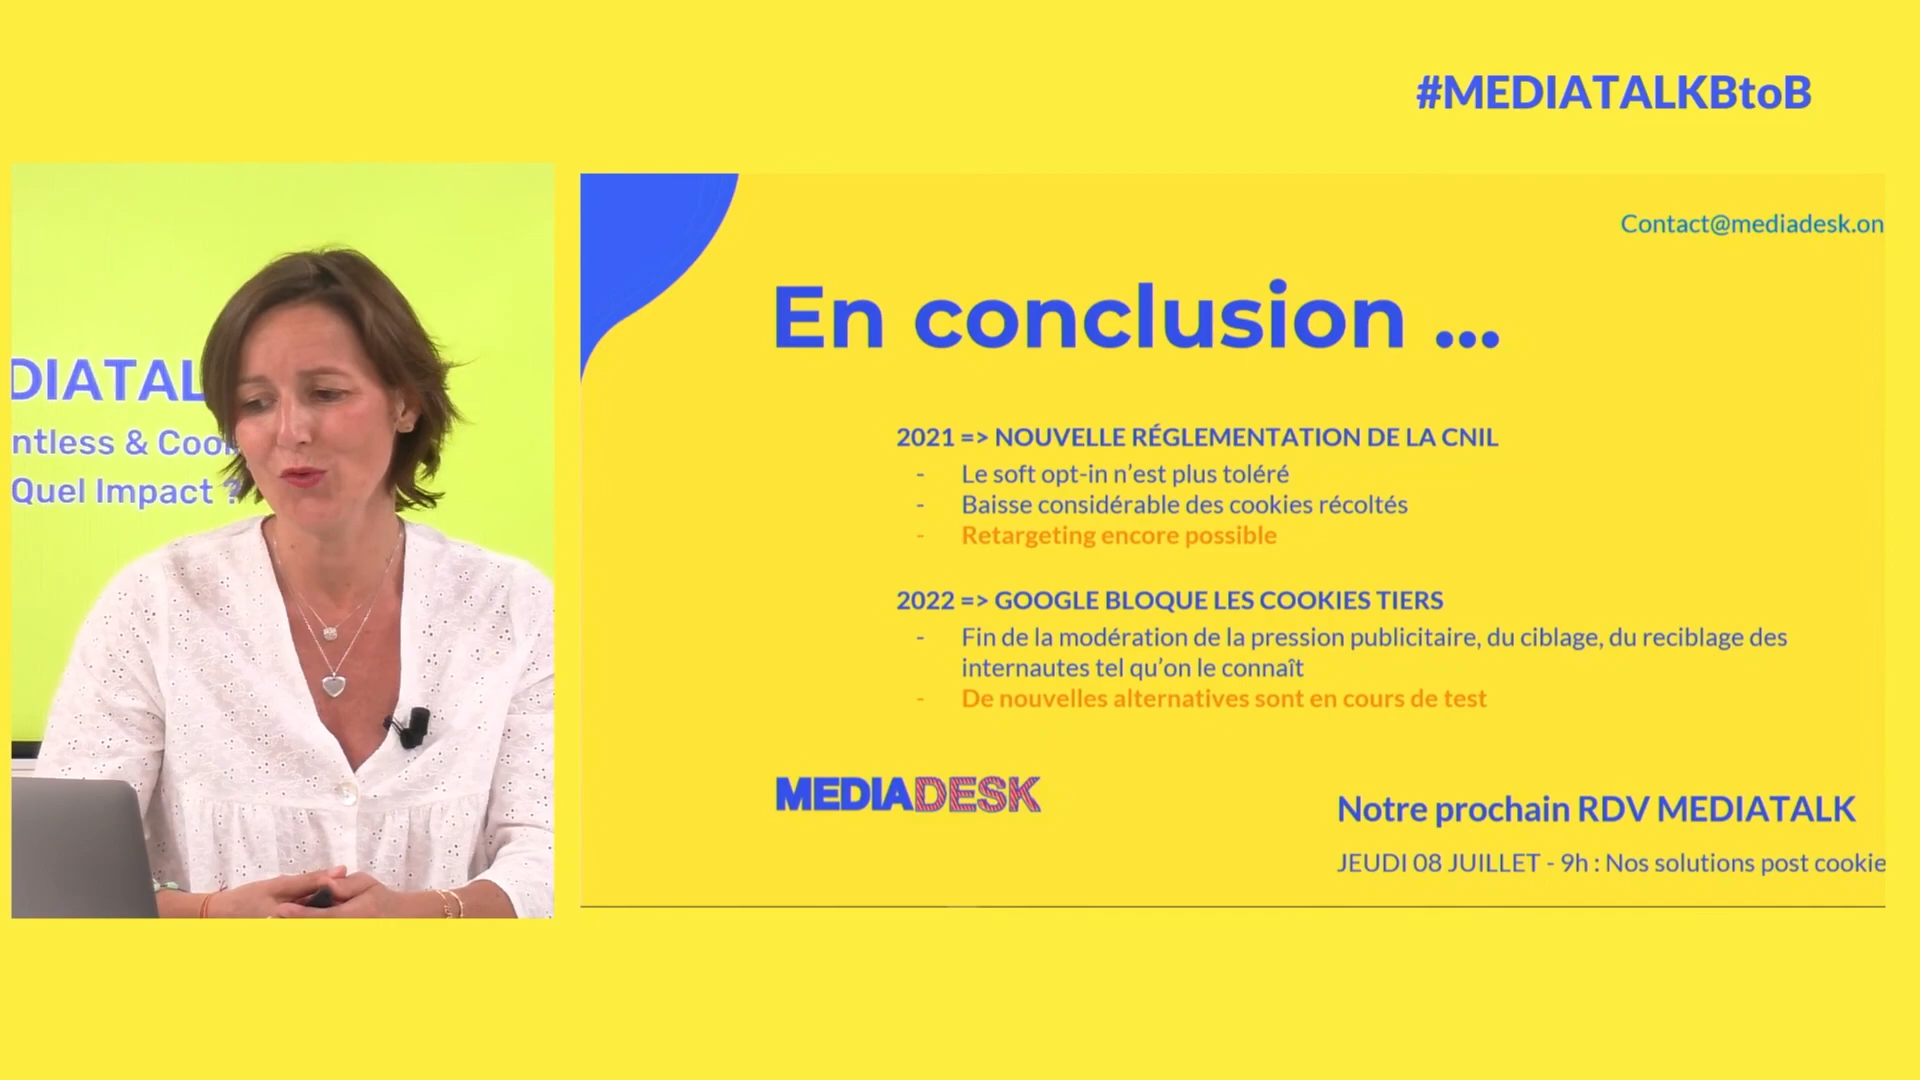 #MEDIATALKBtoB
DIATAL
ntless & Coo
Quel Impact ?
Contact@mediadesk.on
En conclusion ...
2021 => NOUVELLE RÉGLEMENTATION DE LA CNIL
- Le soft opt-in n'est plus toléré
- Baisse considérable des cookies récoltés
- Retargeting encore possible
2022 => GOOGLE BLOQUE LES COOKIES TIERS
- Fin de la modération de la pression publicitaire, du ciblage, du reciblage des
internautes tel qu'on le connaît
- De nouvelles alternatives sont en cours de test
MEDIADESK
Notre prochain RDV MEDIATALK
JEUDI 08 JUILLET - 9h : Nos solutions post cookie